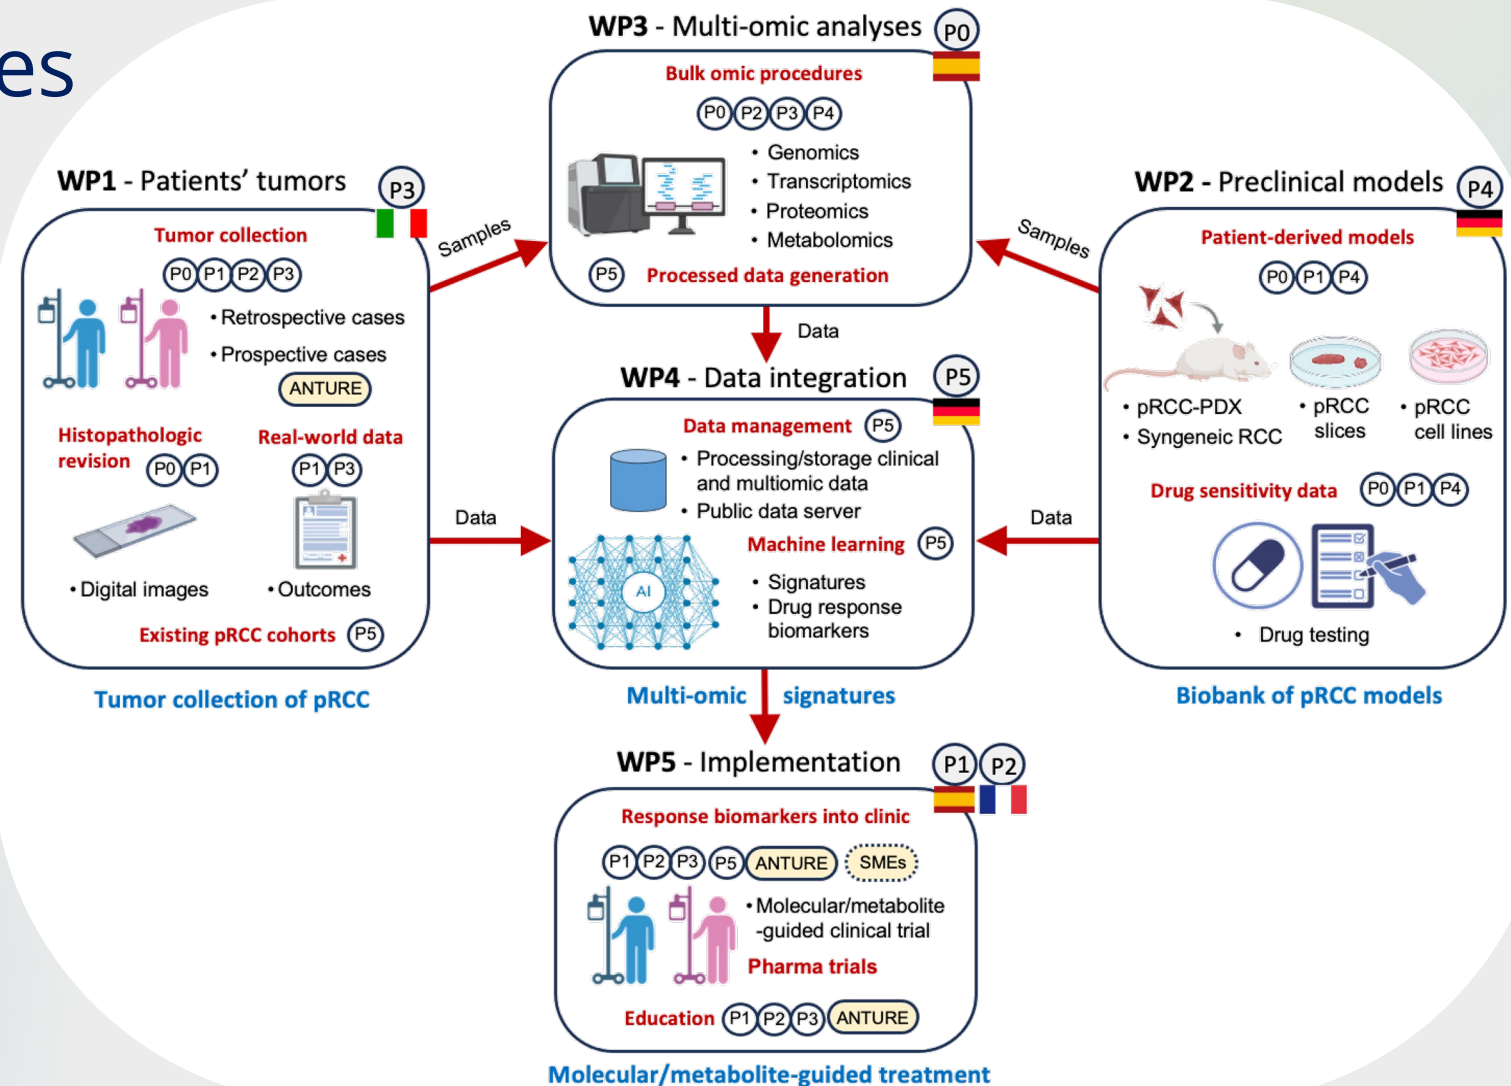 es
WP3 - Multi-omic analyses P0
Bulk omic procedures
P0 P2 P3 P4
• Genomics
• Transcriptomics
• Proteomics
• Metabolomics
P5 Processed data generation
WP1 - Patients’ tumors P3
Tumor collection
P0 P1 P2 P3
• Retrospective cases
• Prospective cases
ANTURE
Histopathologic
revision P0 P1
Real-world data
P1 P3
• Digital images
• Outcomes
Existing pRCC cohorts P5
Tumor collection of pRCC
Samples
Data
WP2 - Preclinical models P4
Patient-derived models
P0 P1 P4
• pRCC-PDX
• Syngeneic RCC
• pRCC
slices
• pRCC
cell lines
Drug sensitivity data P0 P1 P4
• Drug testing
Biobank of pRCC models
Samples
Data
Data
WP4 - Data integration P5
Data management P5
• Processing/storage clinical
and multiomic data
• Public data server
Machine learning P5
AI
• Signatures
• Drug response
biomarkers
Multi-omic signatures
WP5 - Implementation P1 P2
Response biomarkers into clinic
P1 P2 P3 P5 ANTURE SMEs
• Molecular/metabolite
-guided clinical trial
Pharma trials
Education P1 P2 P3 ANTURE
Molecular/metabolite-guided treatment